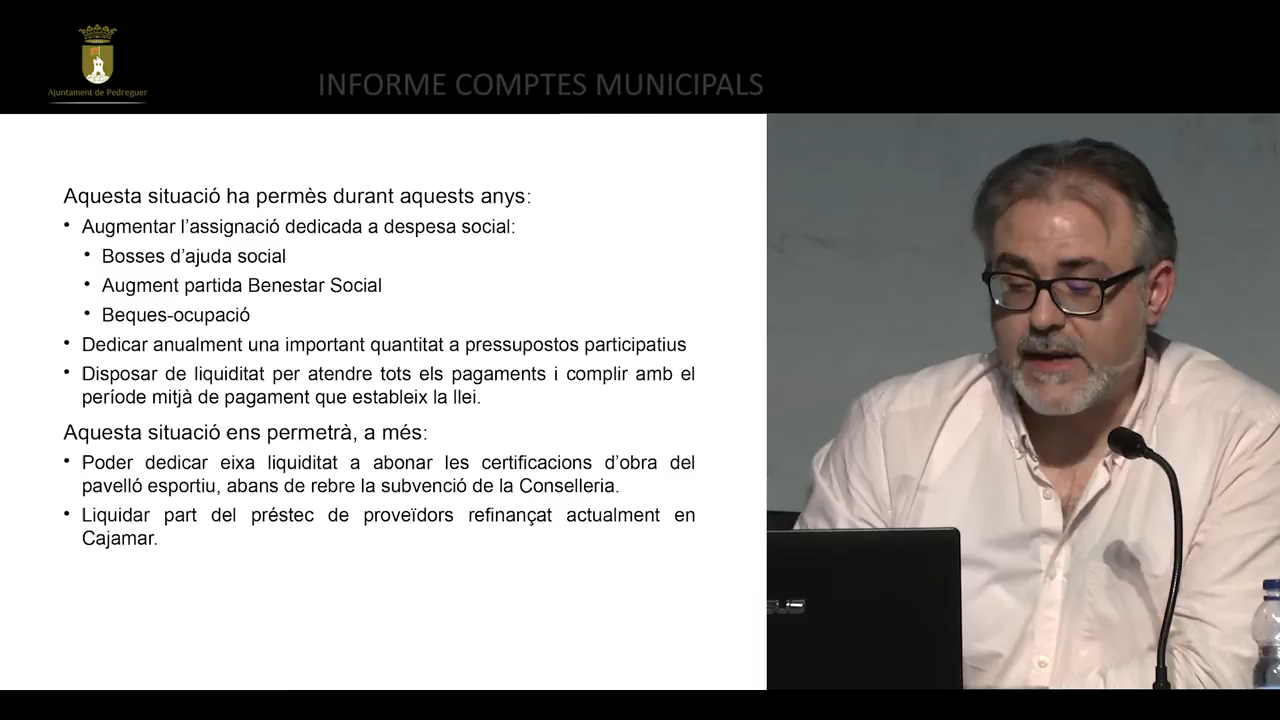 Ajuntament de Pedreguer
INFORME COMPTES MUNICIPALS
Aquesta situació ha permès durant aquests anys:
• Augmentar l’assignació dedicada a despesa social:
• Bosses d’ajuda social
• Augment partida Benestar Social
• Beques-ocupació
• Dedicar anualment una important quantitat a pressupostos participatius
• Disposar de liquiditat per atendre tots els pagaments i complir amb el
període mitjà de pagament que estableix la llei.
Aquesta situació ens permetrà, a més:
• Poder dedicar eixa liquiditat a abonar les certificacions d’obra del
pavelló esportiu, abans de rebre la subvenció de la Conselleria.
• Liquidar part del préstec de proveïdors refinançat actualment en
Cajamar.